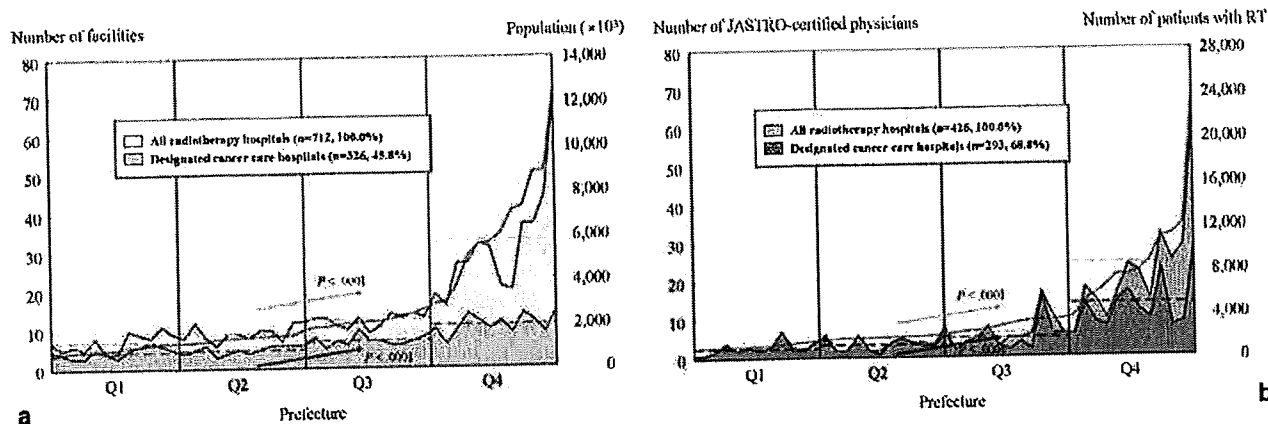 Number of facilities
Population (×10³)
80
70
60
50
40
30
20
10
0
14,000
12,000
10,000
8,000
6,000
4,000
2,000
0
All radiotherapy hospitals (n=712, 100.0%)
Designated cancer care hospitals (n=326, 45.8%)
P < .0001
P < .0001
Q1
Q2
Q3
Q4
Prefecture
a
Number of JASTRO-certified physicians
Number of patients with RT
80
70
60
50
40
30
20
10
0
28,000
24,000
20,000
16,000
12,000
8,000
4,000
0
All radiotherapy hospitals (n=426, 100.0%)
Designated cancer care hospitals (n=293, 68.8%)
P < .0001
P < .0001
Q1
Q2
Q3
Q4
Prefecture
b